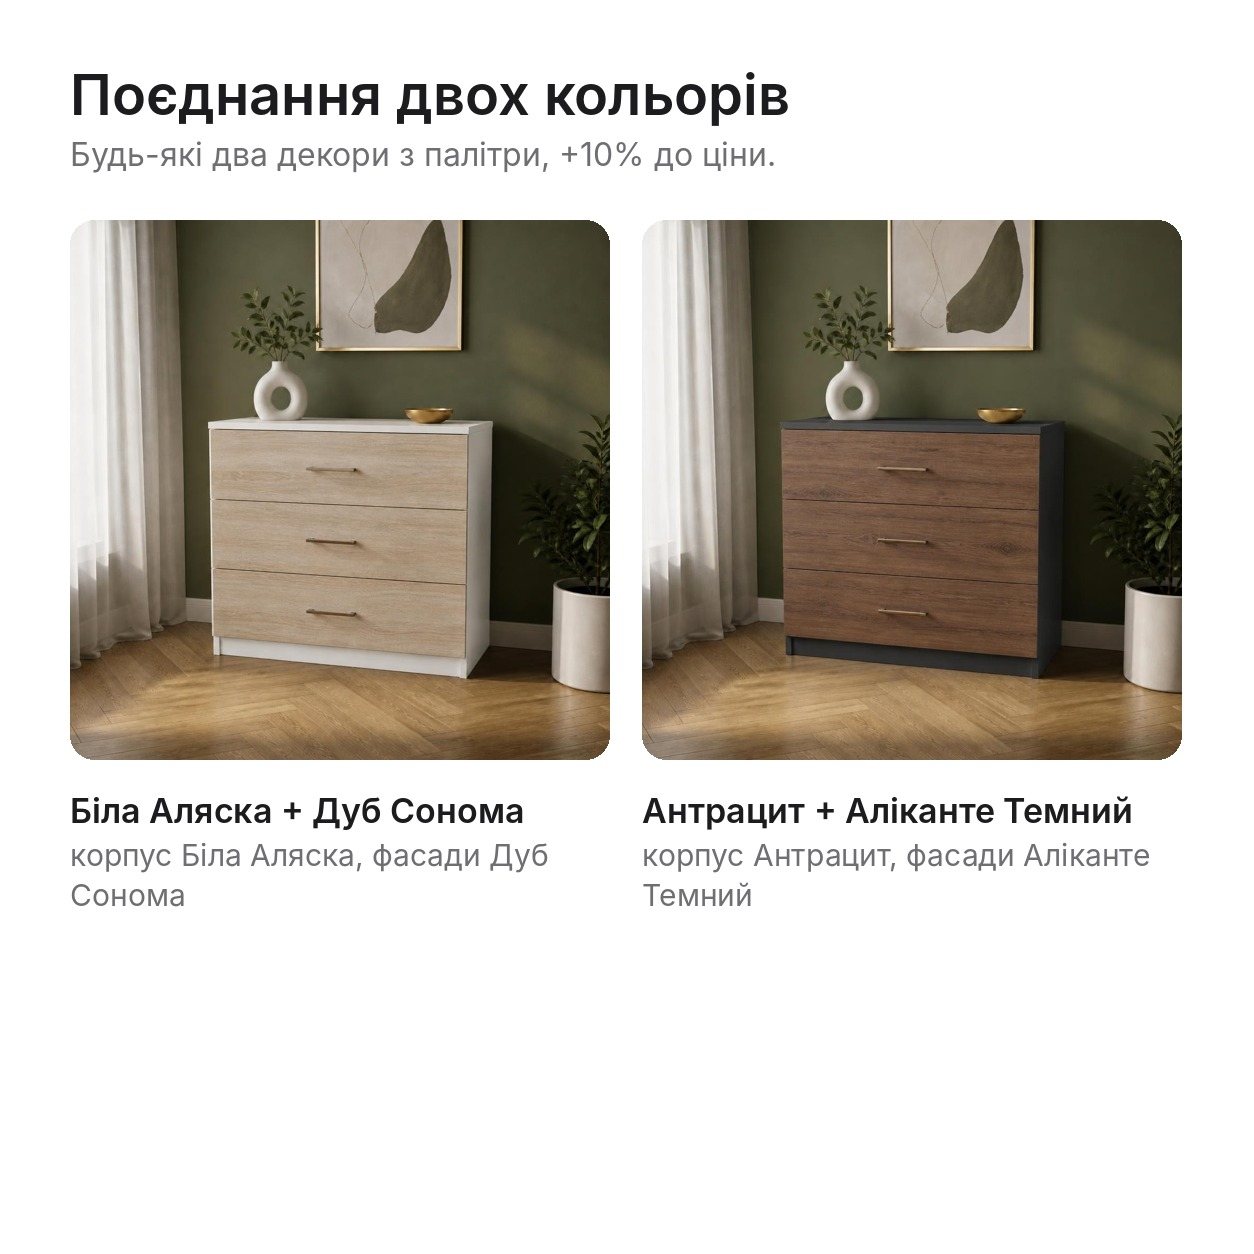 Поєднання двох кольорів
Будь-які два декори з палітри, +10% до ціни.
Біла Аляска + Дуб Сонома
корпус Біла Аляска, фасади Дуб
Сонома
Антрацит + Аліканте Темний
корпус Антрацит, фасади Аліканте
Темний